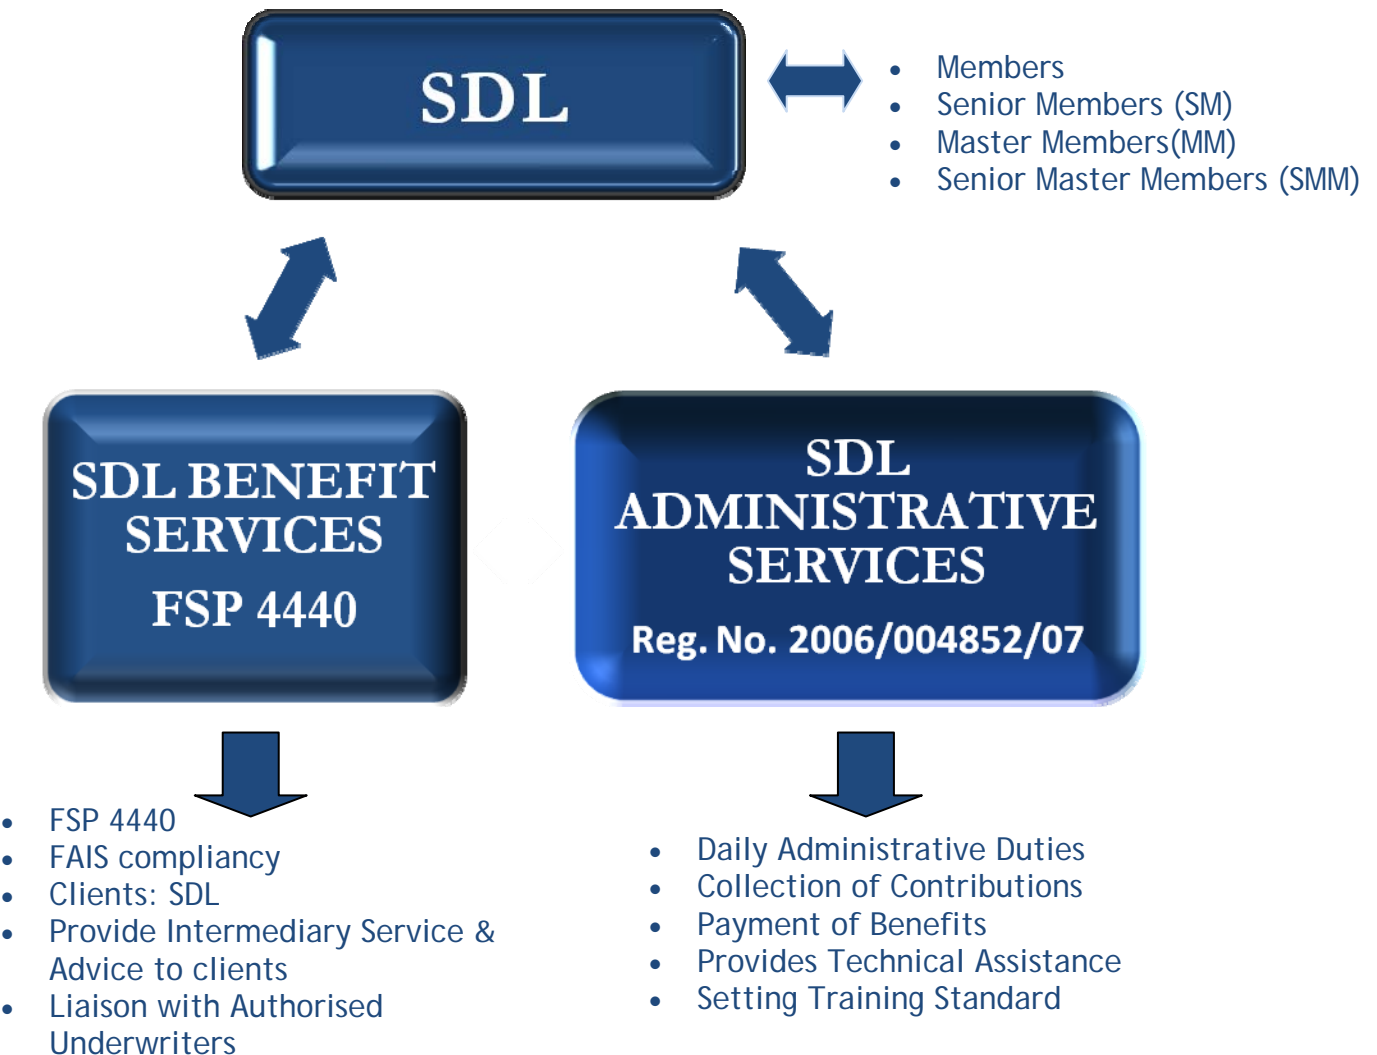 SDL
• Members
• Senior Members (SM)
• Master Members(MM)
• Senior Master Members (SMM)
SDL BENEFIT
SERVICES
FSP 4440
SDL
ADMINISTRATIVE
SERVICES
Reg. No. 2006/004852/07
• FSP 4440
• FAIS compliancy
• Clients: SDL
• Provide Intermediary Service &
Advice to clients
• Liaison with Authorised
Underwriters
• Daily Administrative Duties
• Collection of Contributions
• Payment of Benefits
• Provides Technical Assistance
• Setting Training Standard